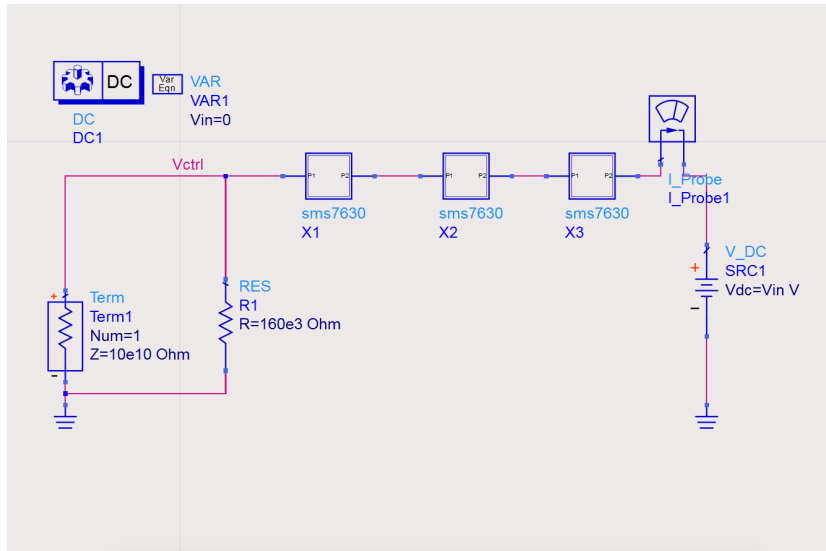 DC
Var
Eqn
VAR
VAR1
Vin=0
DC
DC1
Vctrl
P1 P2
sms7630
X1
P1 P2
sms7630
X2
P1 P2
sms7630
X3
I_Probe
I_Probe1
+
Term
Term1
Num=1
Z=10e10 Ohm
-
RES
R1
R=160e3 Ohm
+
V_DC
SRC1
Vdc=Vin V
-